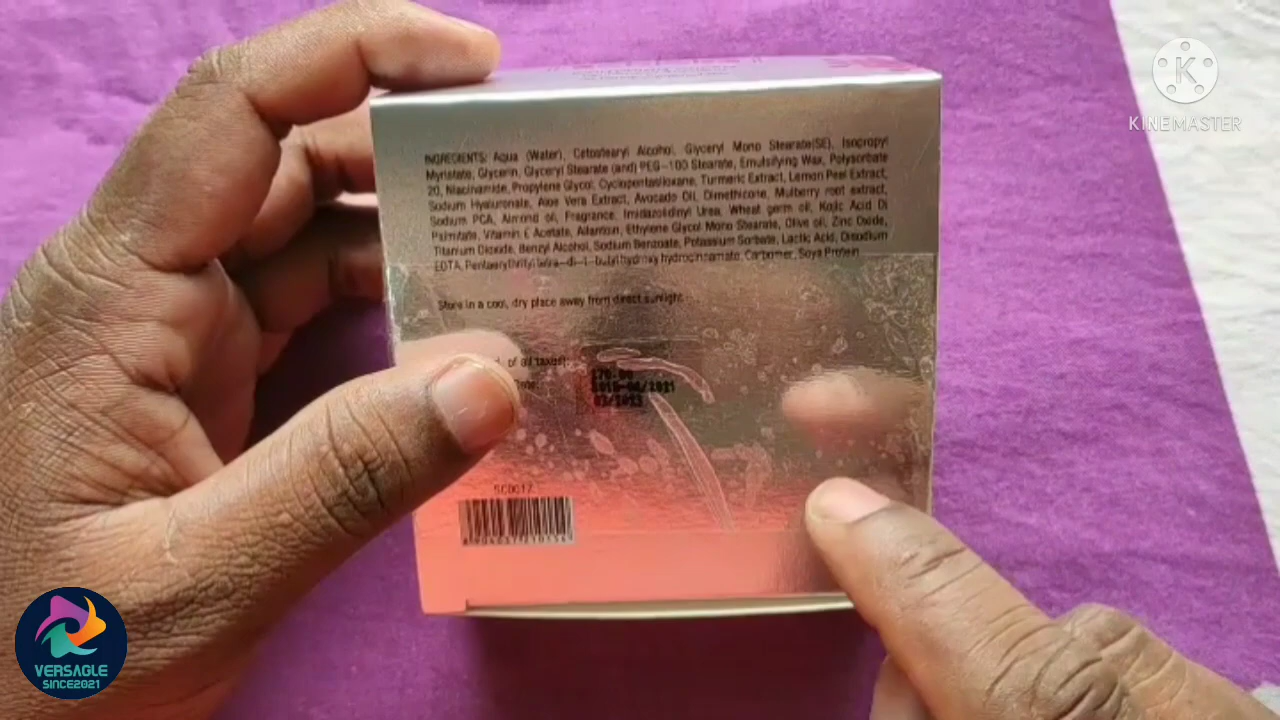 KINEMASTER
INGREDIENTS: Aqua (Water), Cetostearyl Alcohol, Glyceryl Mono Stearate(SE), Isopropyl
Myristate, Glycerin, Glyceryl Stearate (and) PEG-100 Stearate, Emulsifying Wax, Polysorbate
20, Niacinamide, Propylene Glycol, Cyclopentasiloxane, Turmeric Extract, Lemon Peel Extract,
Sodium Hyaluronate, Aloe Vera Extract, Avocado Oil, Dimethicone, Mulberry root extract,
Sodium PCA, Almond oil, Fragrance, Imidazolidinyl Urea, Wheat germ oil, Kojic Acid Di
Palmitate, Vitamin E Acetate, Allantoin, Ethylene Glycol Mono Stearate, Olive oil, Zinc Oxide,
Titanium Dioxide, Benzyl Alcohol, Sodium Benzoate, Potassium Sorbate, Lactic Acid, Disodium
EDTA, Carbomer, Soya Protein
Store in a cool, dry place away from direct sunlight
of all taxes):
SC0017
VERSAGLE
SINCE2021